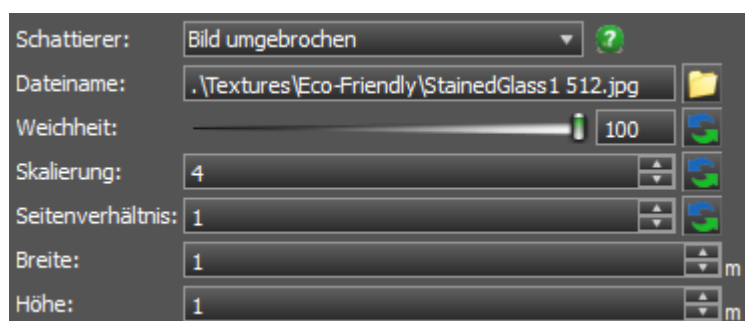 Schattierer: Bild umgebrochen ?
Dateiname: .\Textures\Eco-Friendly\StainedGlass1 512.jpg
Weichheit: 100
Skalierung: 4
Seitenverhältnis: 1
Breite: 1 m
Höhe: 1 m